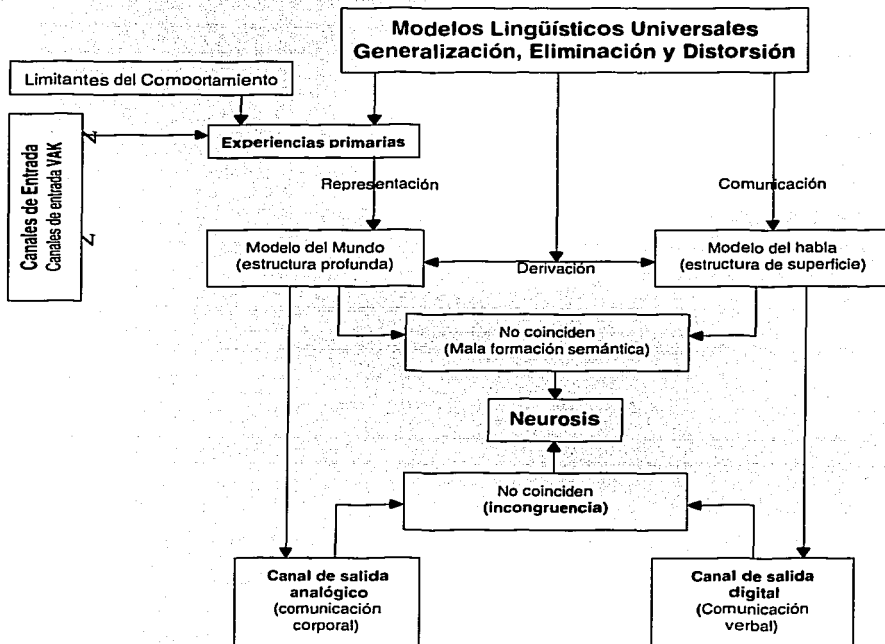 Modelos Lingüísticos Universales
Generalización, Eliminación y Distorsión
Limitantes del Comportamiento
Canales de Entrada
Canales de entrada VAK
Experiencias primarias
Representación
Comunicación
Modelo del Mundo
(estructura profunda)
Derivación
Modelo del habla
(estructura de superficie)
No coinciden
(Mala formación semántica)
Neurosis
No coinciden
(incongruencia)
Canal de salida
analógico
(comunicación
corporal)
Canal de salida
digital
(Comunicación
verbal)